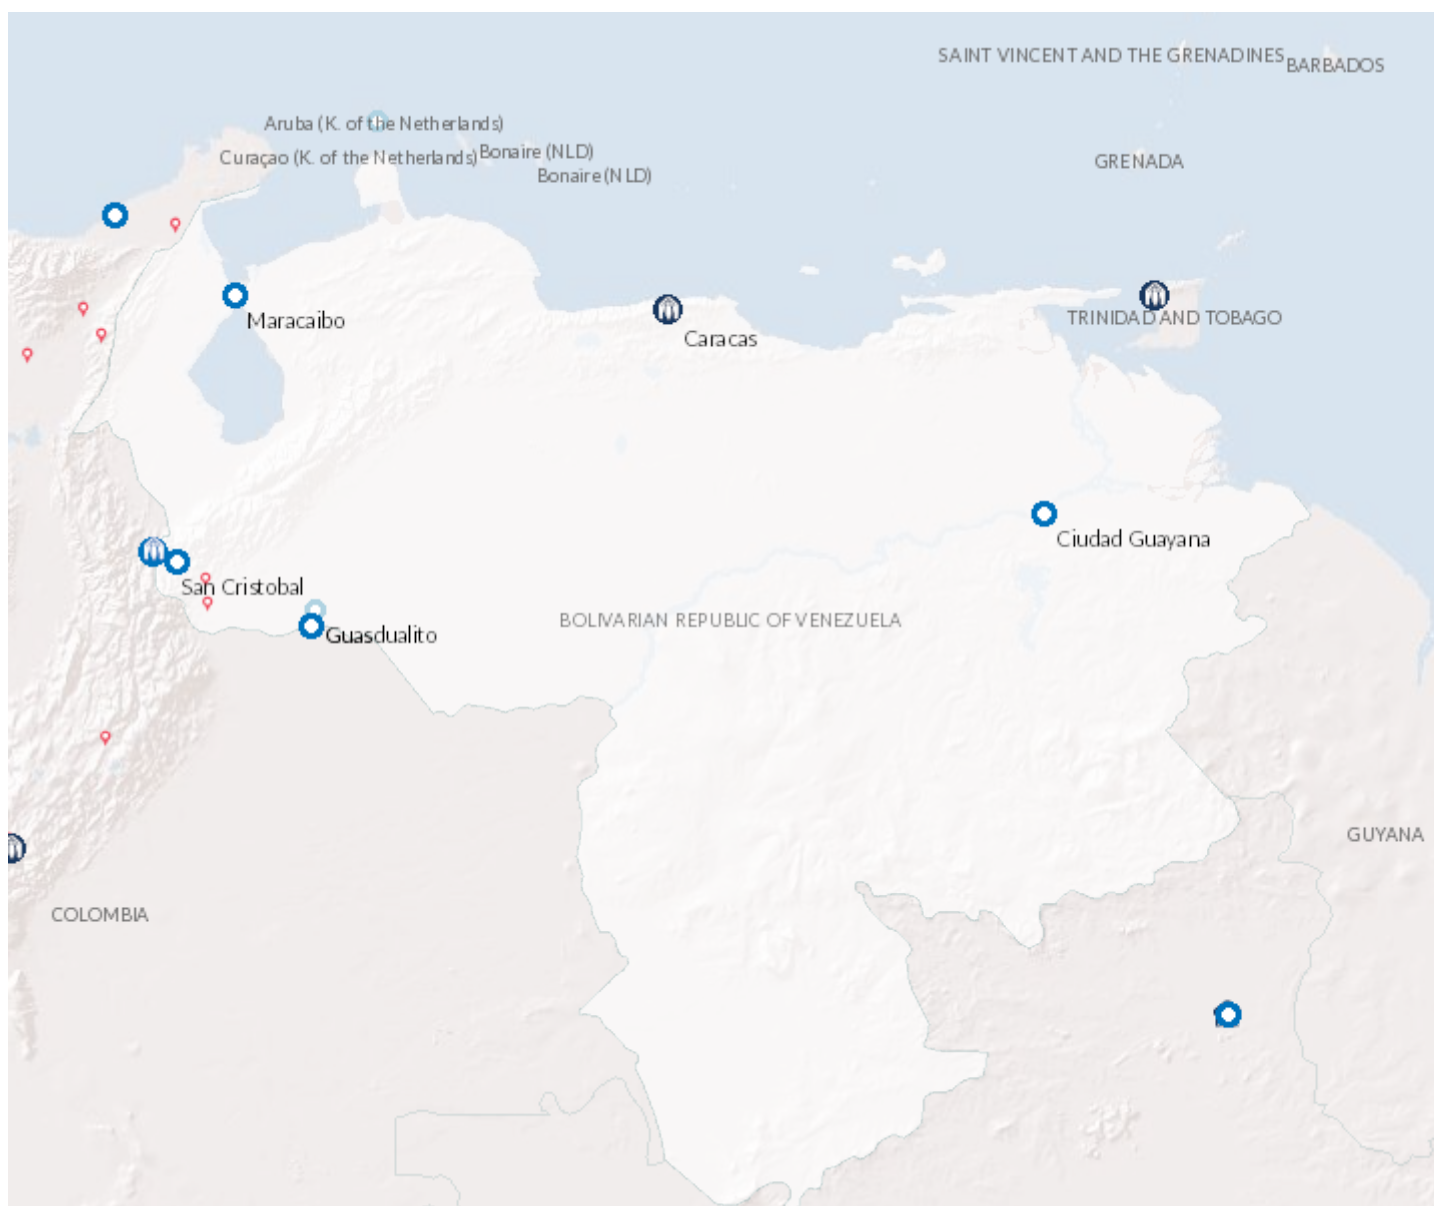 SAINT VINCENT AND THE GRENADINES
BARBADOS
Aruba (K. of the Netherlands)
Curaçao (K. of the Netherlands)
Bonaire (NLD)
Bonaire (NLD)
GRENADA
Maracaibo
Caracas
TRINIDAD AND TOBAGO
Ciudad Guayana
San Cristobal
BOLIVARIAN REPUBLIC OF VENEZUELA
Guasdualito
GUYANA
COLOMBIA